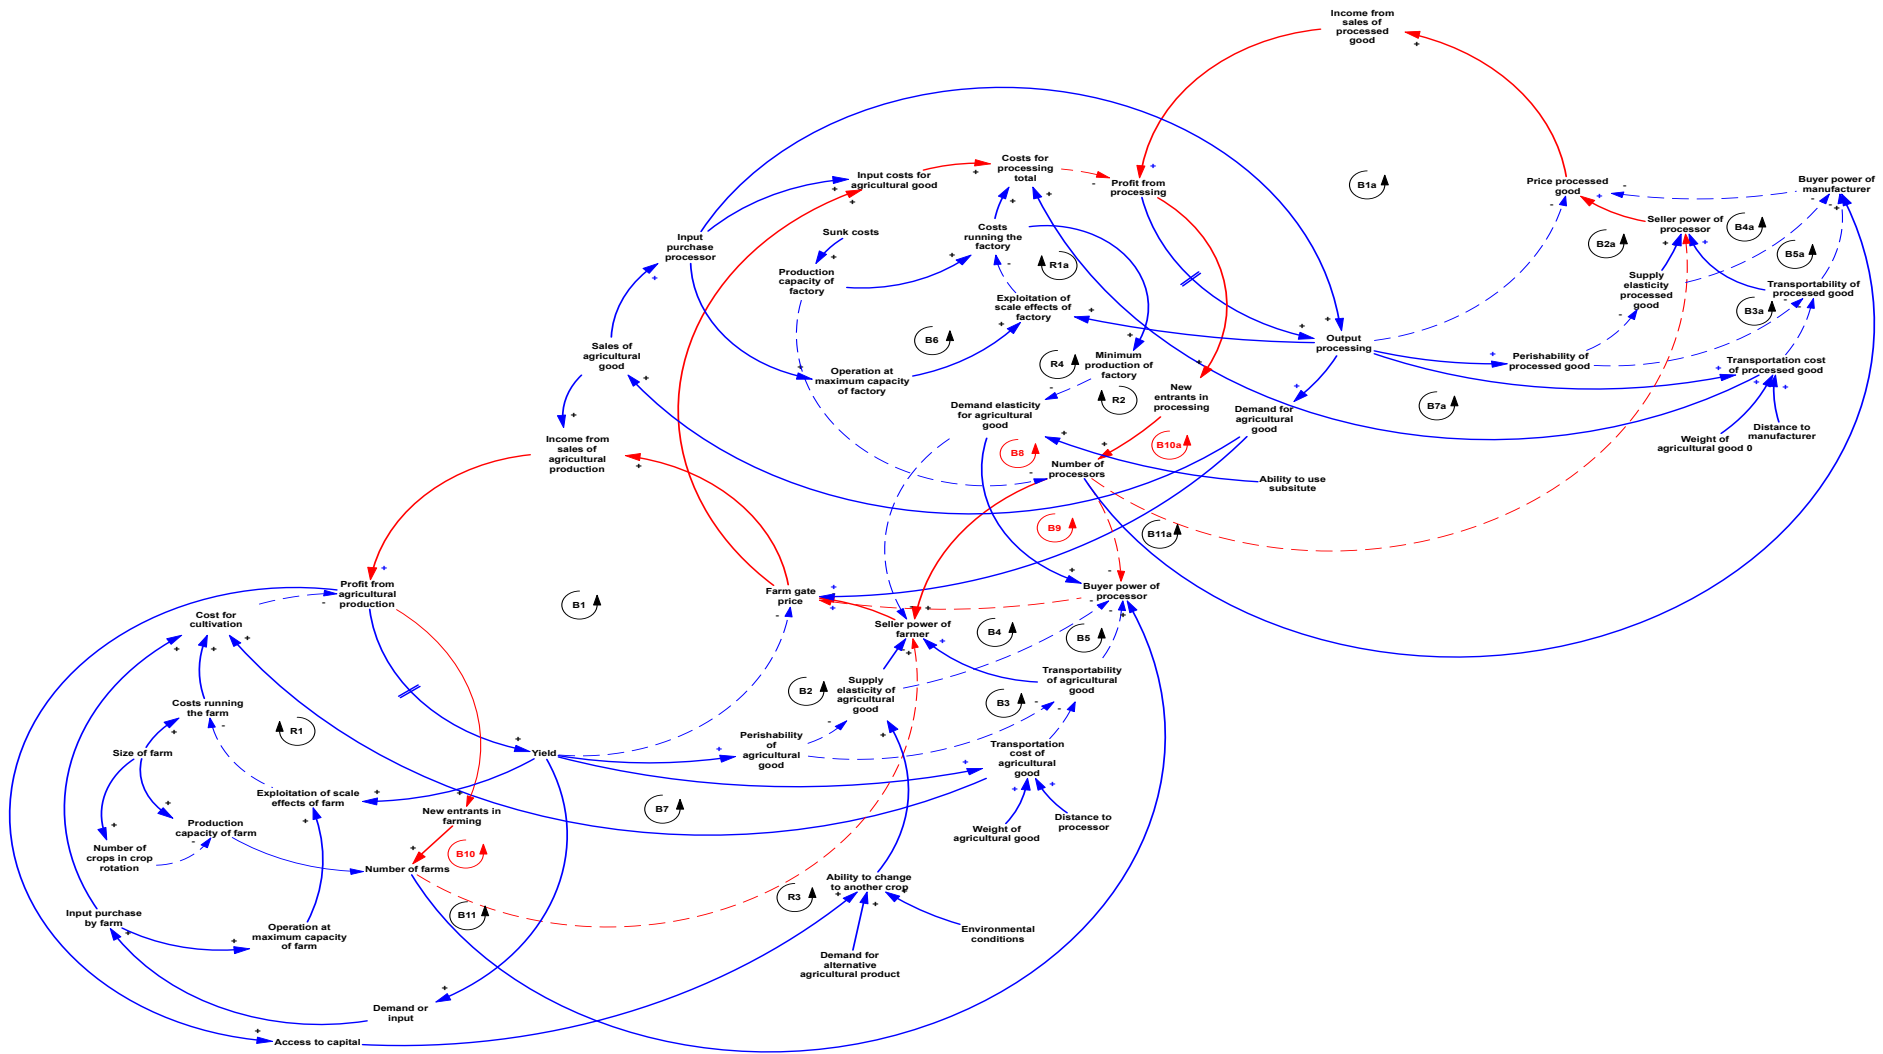 Income from
sales of
processed
good
B1a
Costs for
processing
total
Input costs for
agricultural good
Profit from
processing
Price processed
good
Buyer power of
manufacturer
Seller power of
processor
B4a
B2a
B5a
Input
purchase
processor
Sunk costs
Costs
running the
factory
R1a
Production
capacity of
factory
Exploitation of
scale effects of
factory
Supply
elasticity
processed
good
Transportability of
processed good
B3a
B6
Output
processing
Sales of
agricultural
good
Operation at
maximum capacity
of factory
R4
Minimum
production of
factory
Perishability of
processed good
Transportation cost
of processed good
R2
New
entrants in
processing
Demand elasticity
for agricultural
good
Demand for
agricultural
good
B7a
Weight of
agricultural good 0
Distance to
manufacturer
Income from
sales of
agricultural
production
B8
B10a
Number of
processors
Ability to use
subsitute
B9
B11a
Profit from
agricultural
production
B1
Farm gate
price
Buyer power of
processor
Cost for
cultivation
Seller power of
farmer
B4
B5
Supply
elasticity of
agricultural
good
Transportability
of agricultural
good
B2
B3
Costs running
the farm
R1
Size of farm
Yield
Perishability
of
agricultural
good
Transportation
cost of
agricultural
good
Exploitation of scale
effects of farm
New entrants in
farming
B7
Production
capacity of farm
Weight of
agricultural good
Distance to
processor
Number of
crops in crop
rotation
B10
Number of farms
Ability to change
to another crop
R3
B11
Input purchase
by farm
Operation at
maximum capacity
of farm
Environmental
conditions
Demand for
alternative
agricultural product
Demand or
input
Access to capital